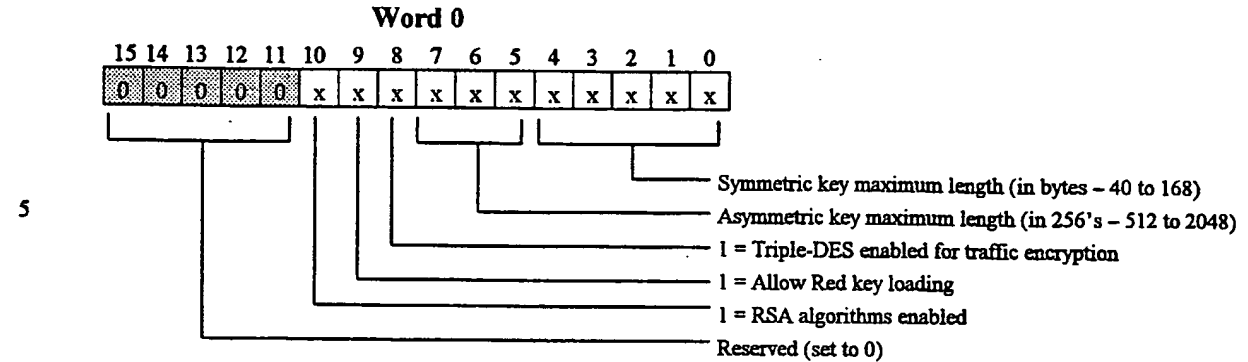 Word 0
15 14 13 12 11 10 9 8 7 6 5 4 3 2 1 0
0 0 0 0 0 x x x x x x x x x x x
Symmetric key maximum length (in bytes – 40 to 168)
5
Asymmetric key maximum length (in 256's – 512 to 2048)
1 = Triple-DES enabled for traffic encryption
1 = Allow Red key loading
1 = RSA algorithms enabled
Reserved (set to 0)